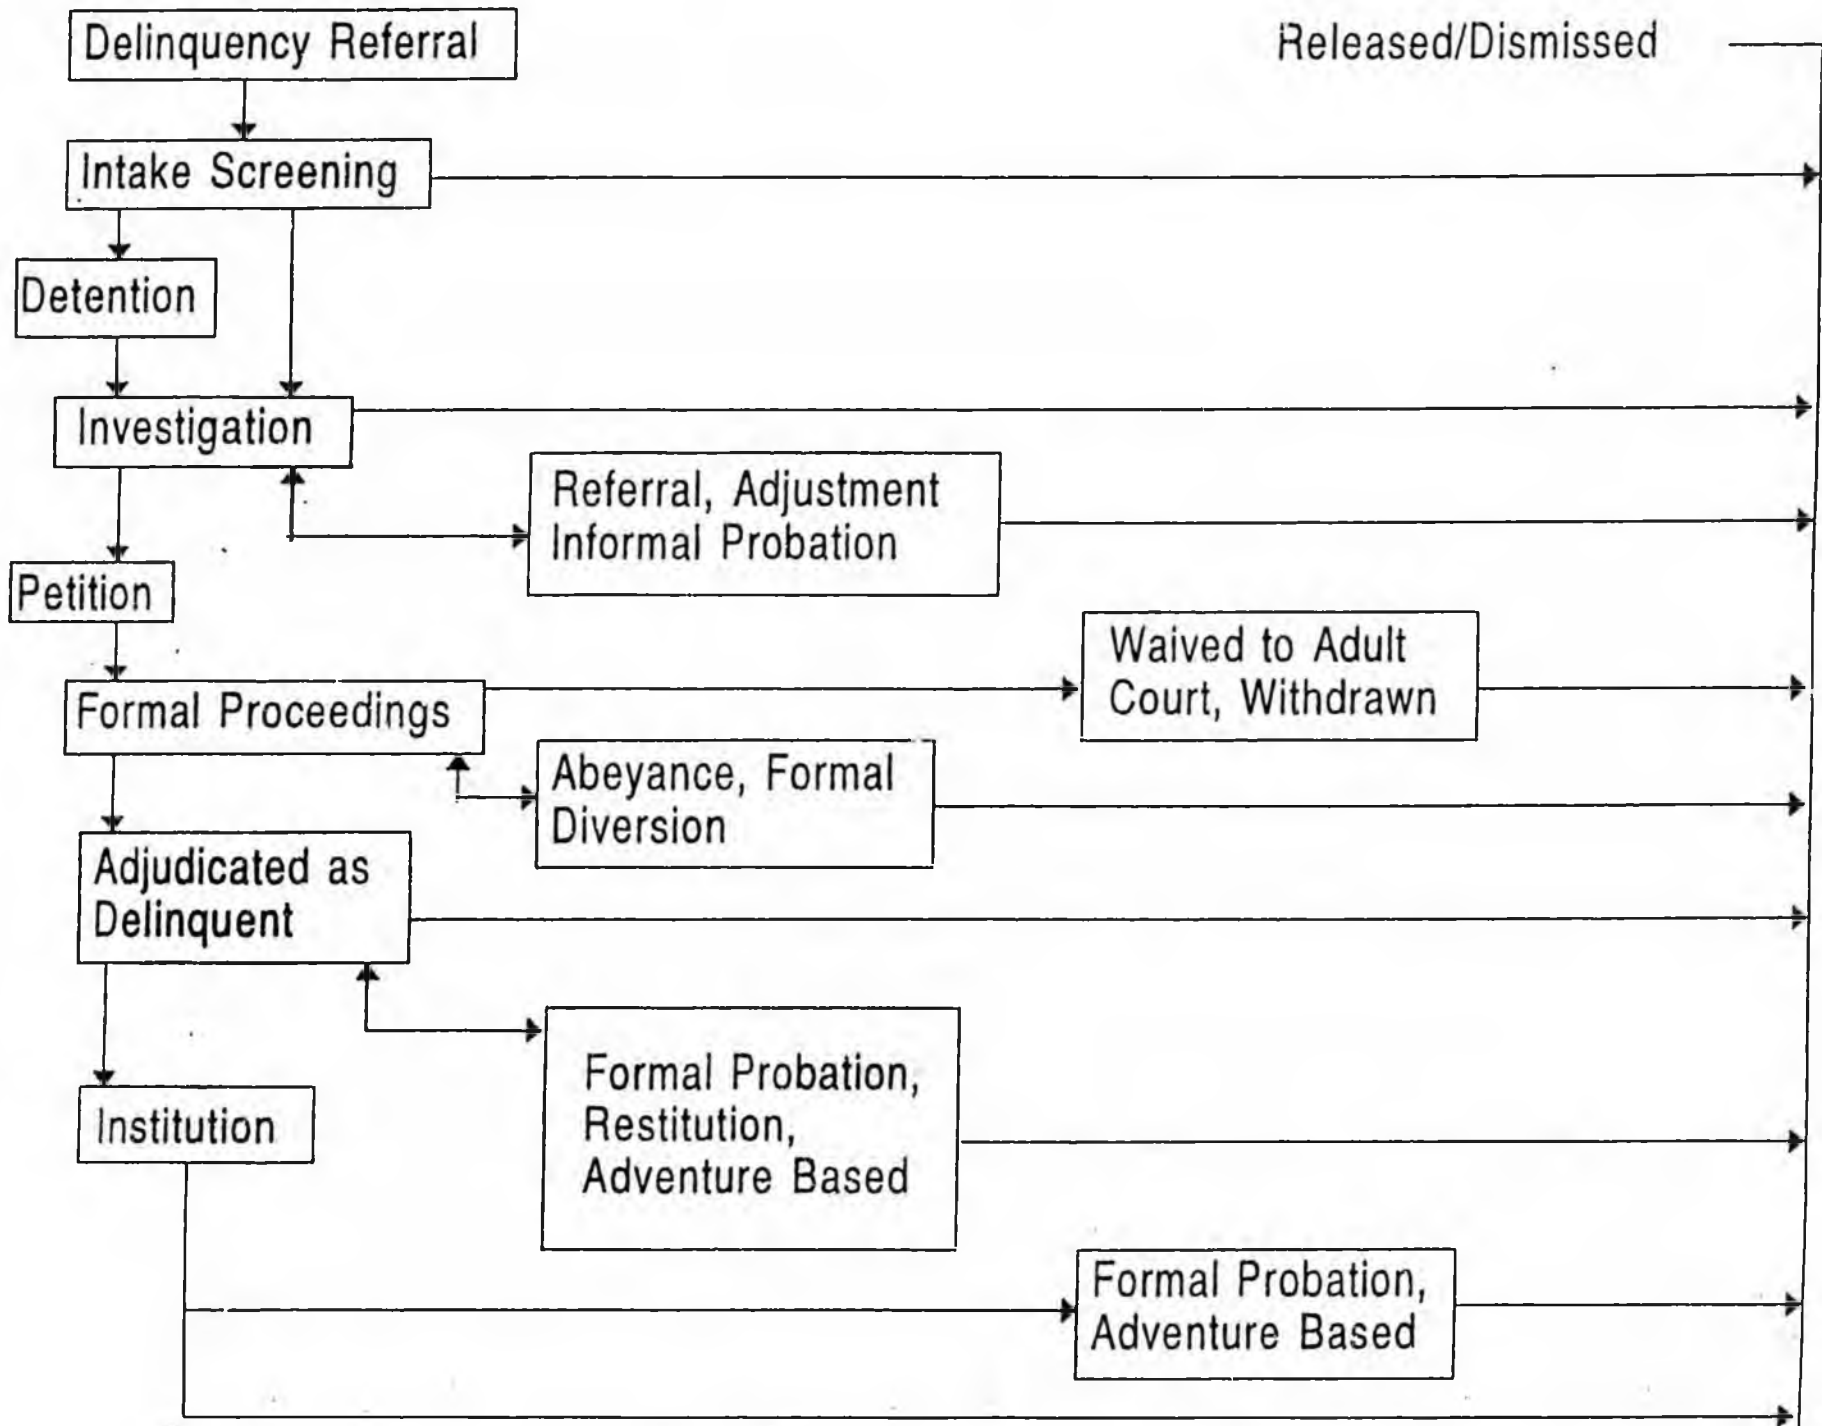 Delinquency Referral
Released/Dismissed
Intake Screening
Detention
Investigation
Referral, Adjustment
Informal Probation
Petition
Waived to Adult
Court, Withdrawn
Formal Proceedings
Abeyance, Formal
Diversion
Adjudicated as
Delinquent
Formal Probation,
Restitution,
Adventure Based
Institution
Formal Probation,
Adventure Based